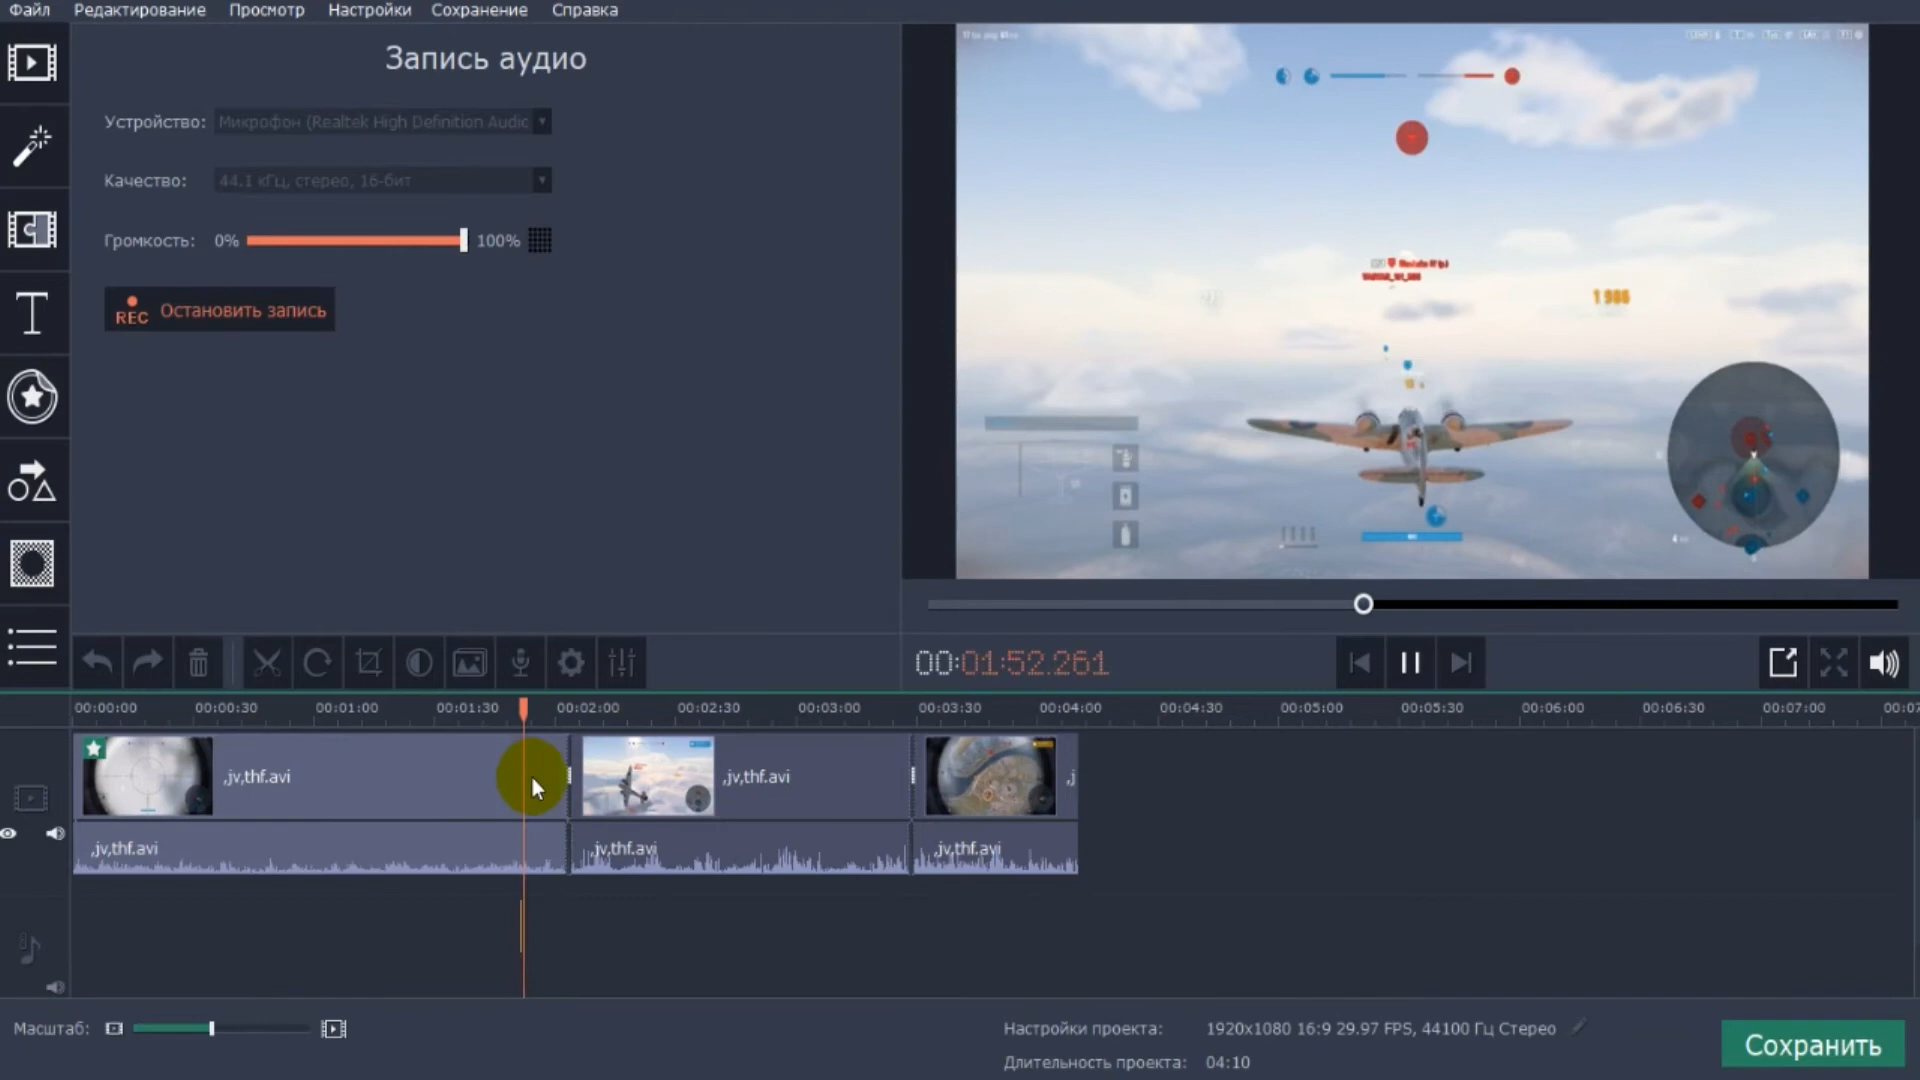 Файл Редактирование Просмотр Настройки Сохранение Справка
Запись аудио
Устройство: Микрофон (Realtek High Definition Audic
Качество: 44.1 кГц, стерео, 16-бит
Громкость: 0% 100%
REC Остановить запись
1 986
00:01:52.261
00:00:00 00:00:30 00:01:00 00:01:30 00:02:00 00:02:30 00:03:00 00:03:30 00:04:00 00:04:30 00:05:00 00:05:30 00:06:00 00:06:30 00:07:00 00:07
,jv,thf.avi ,jv,thf.avi ,j
,jv,thf.avi ,jv,thf.avi ,jv,thf.avi
Масштаб:
Настройки проекта: 1920x1080 16:9 29.97 FPS, 44100 Гц Стерео
Длительность проекта: 04:10
Сохранить